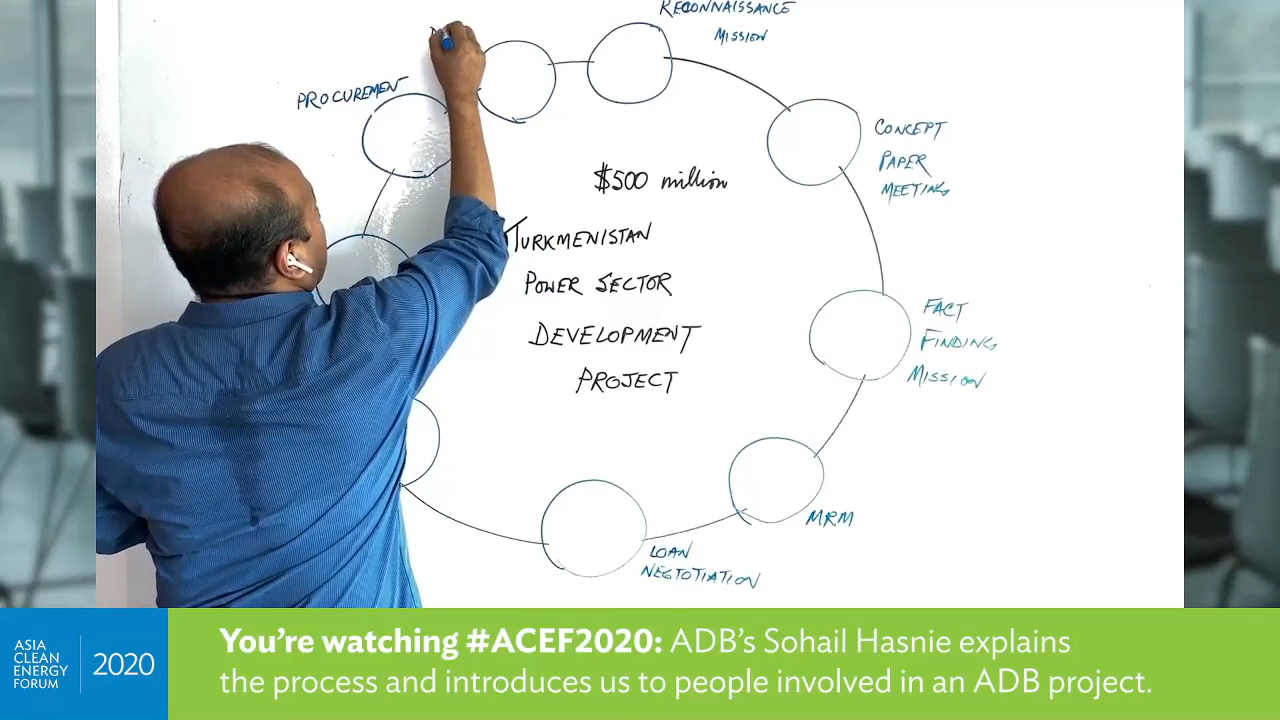 RECONNAISSANCE
MISSION
PROCUREMEN
CONCEPT
PAPER
MEETING
$500 million
TURKMENISTAN
POWER SECTOR
DEVELOPMENT
PROJECT
FACT
FINDING
MISSION
MRM
LOAN
NEGTOTIATION
ASIA
CLEAN
ENERGY
FORUM
2020
You're watching #ACEF2020: ADB's Sohail Hasnie explains
the process and introduces us to people involved in an ADB project.